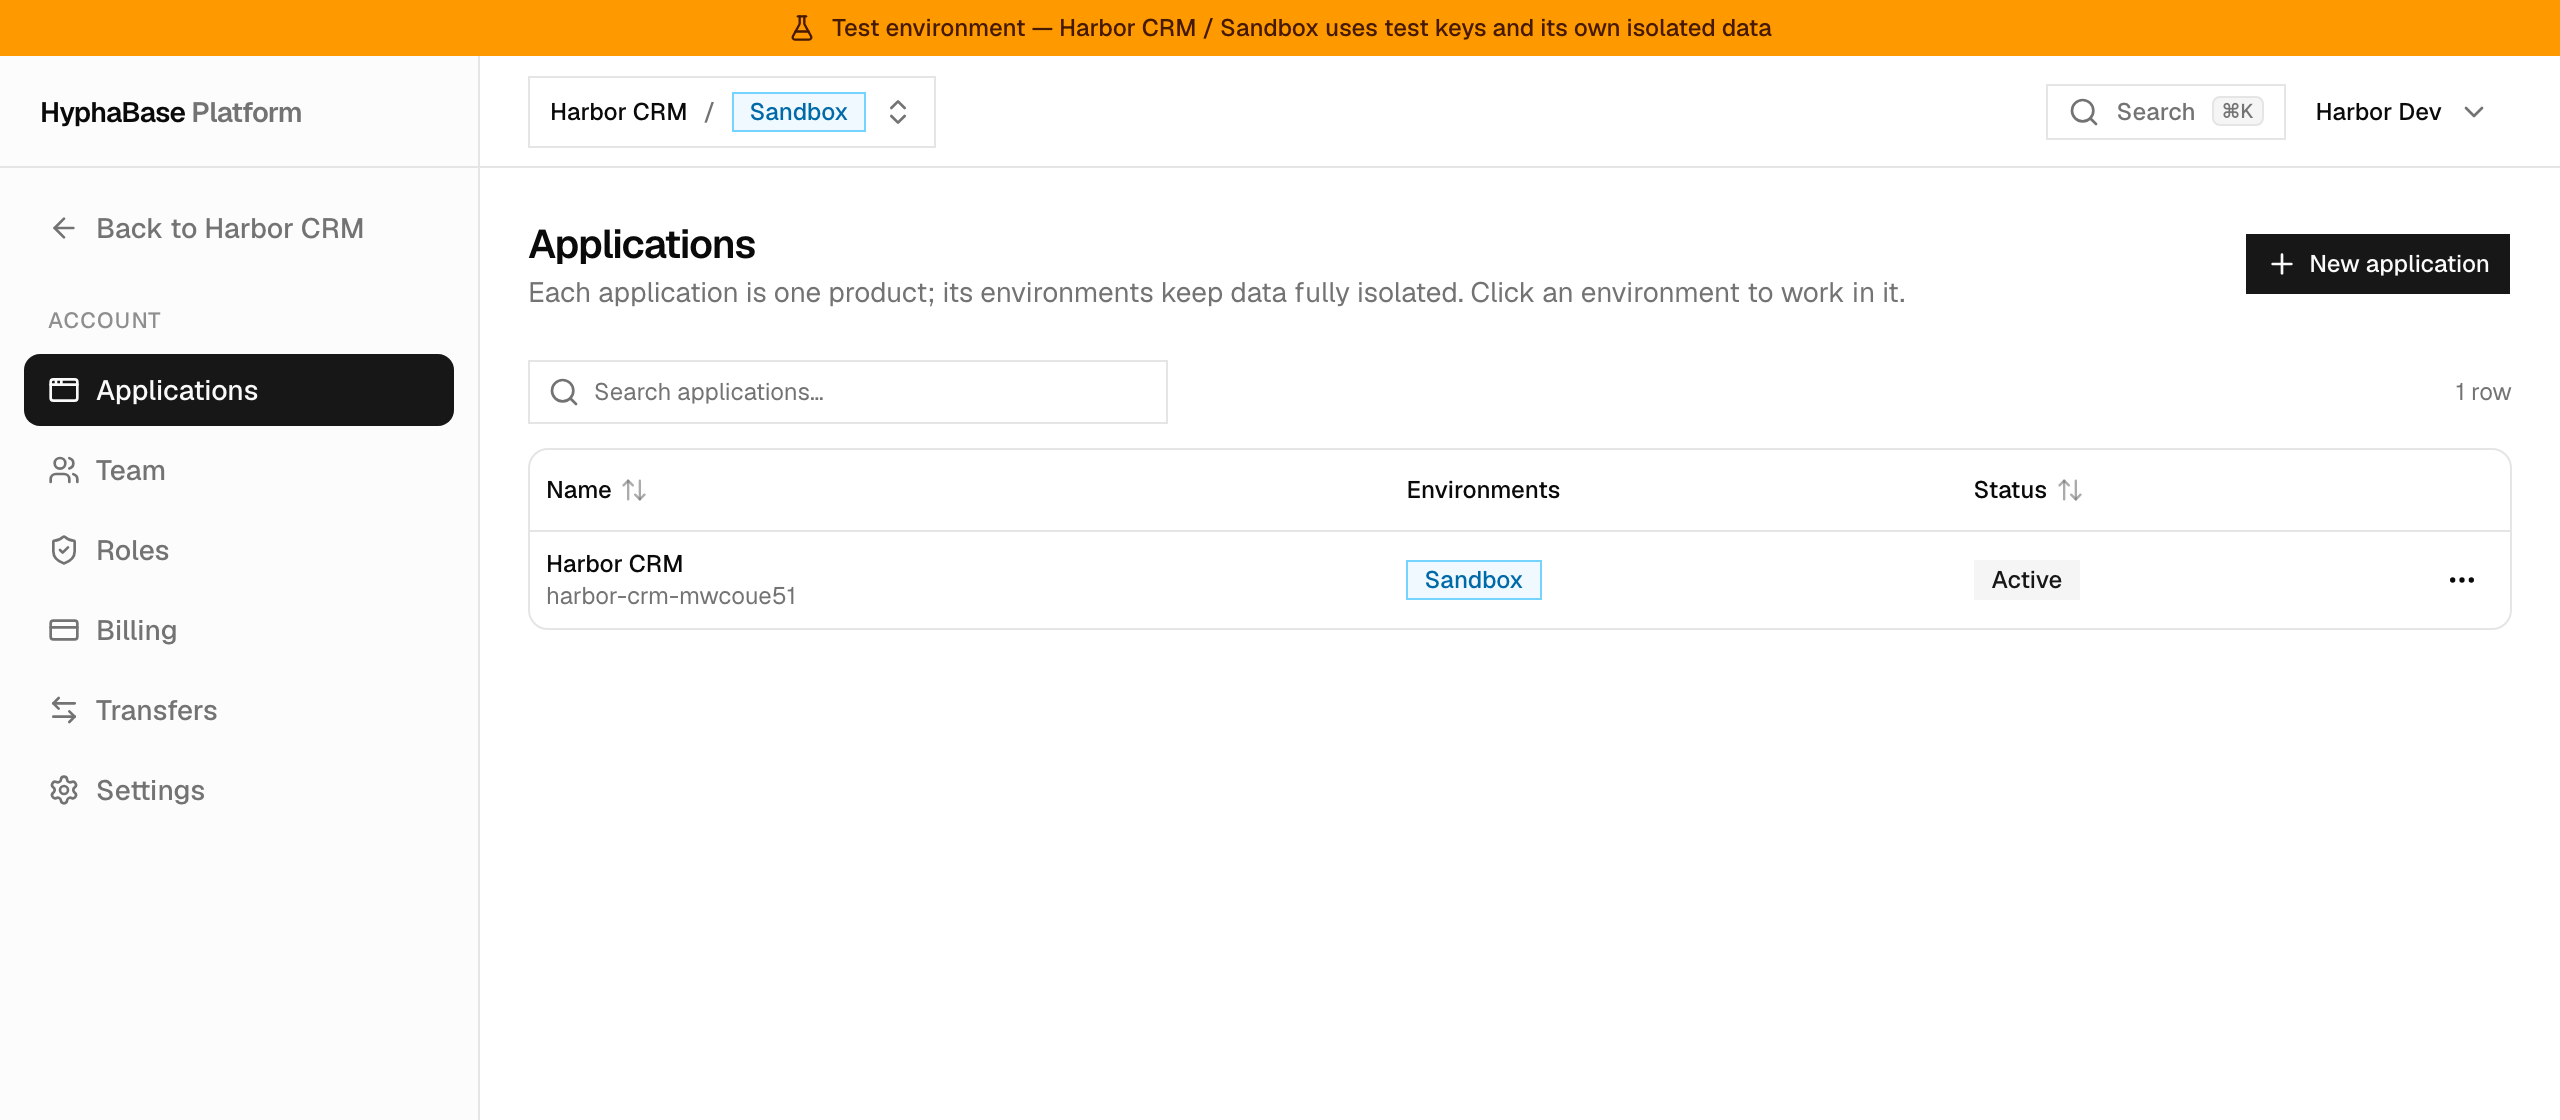 Test environment — Harbor CRM / Sandbox uses test keys and its own isolated data
HyphaBase Platform
Harbor CRM / Sandbox
Search ⌘K
Harbor Dev
Back to Harbor CRM
ACCOUNT
Applications
Team
Roles
Billing
Transfers
Settings
Applications
Each application is one product; its environments keep data fully isolated. Click an environment to work in it.
New application
Search applications...
1 row
Name Environments Status
Harbor CRM Sandbox Active
harbor-crm-mwcoue51